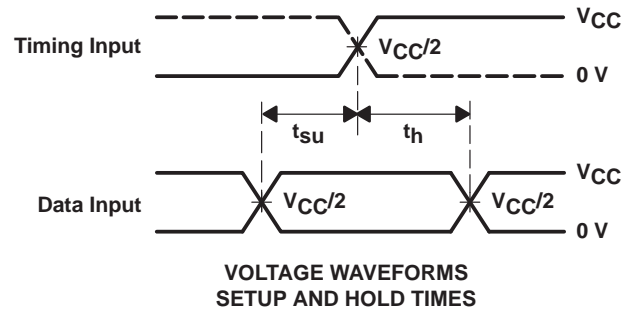 VCC
Timing Input
VCC/2
0 V
tsu
th
VCC
Data Input
VCC/2
VCC/2
0 V
VOLTAGE WAVEFORMS
SETUP AND HOLD TIMES